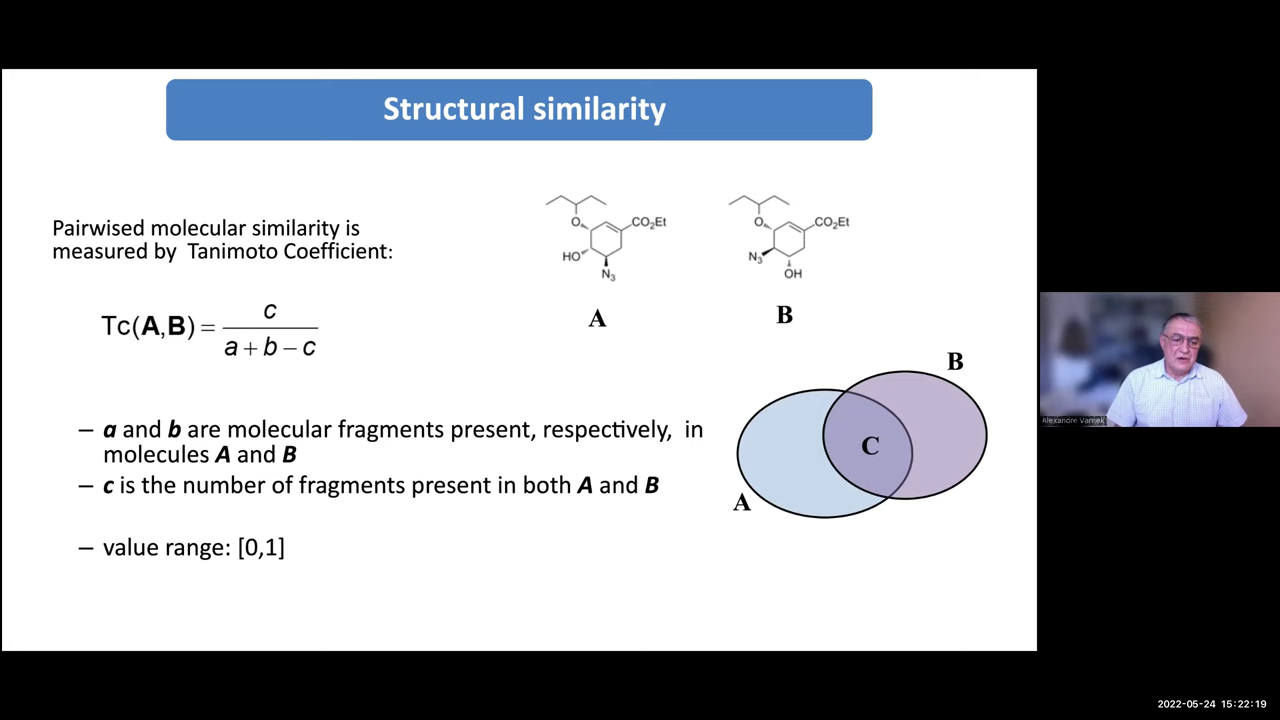 Structural similarity
Pairwised molecular similarity is
measured by Tanimoto Coefficient:
Tc(A,B) = c / (a + b − c)
– a and b are molecular fragments present, respectively, in
molecules A and B
– c is the number of fragments present in both A and B
– value range: [0,1]
O
CO2Et
HO
N3
A
O
CO2Et
N3
OH
B
B
C
A
Alexandre Varnek
2022-05-24 15:22:19